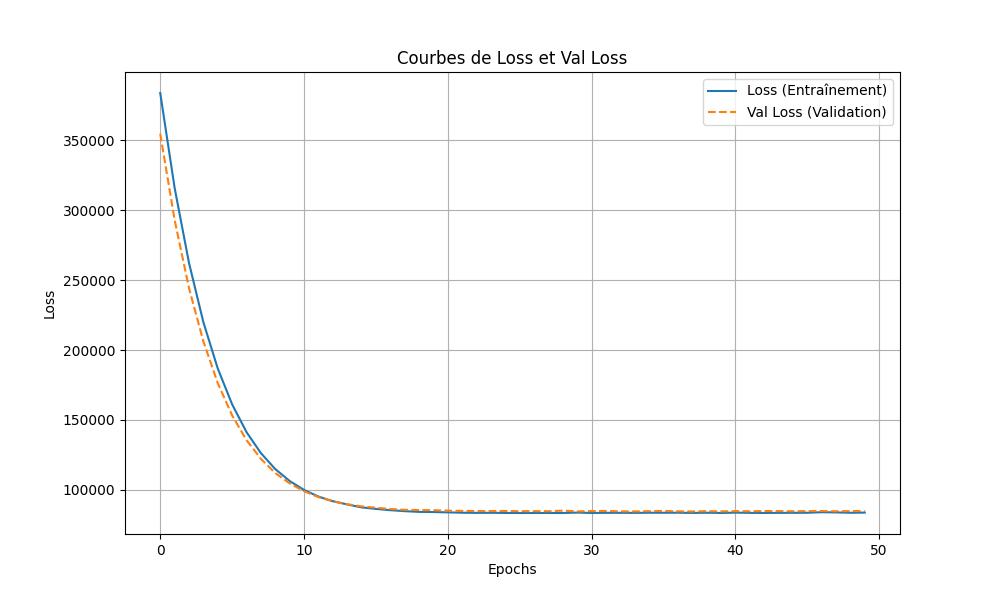 Courbes de Loss et Val Loss
Loss (Entraînement)
Val Loss (Validation)
Loss
350000
300000
250000
200000
150000
100000
0
10
20
30
40
50
Epochs